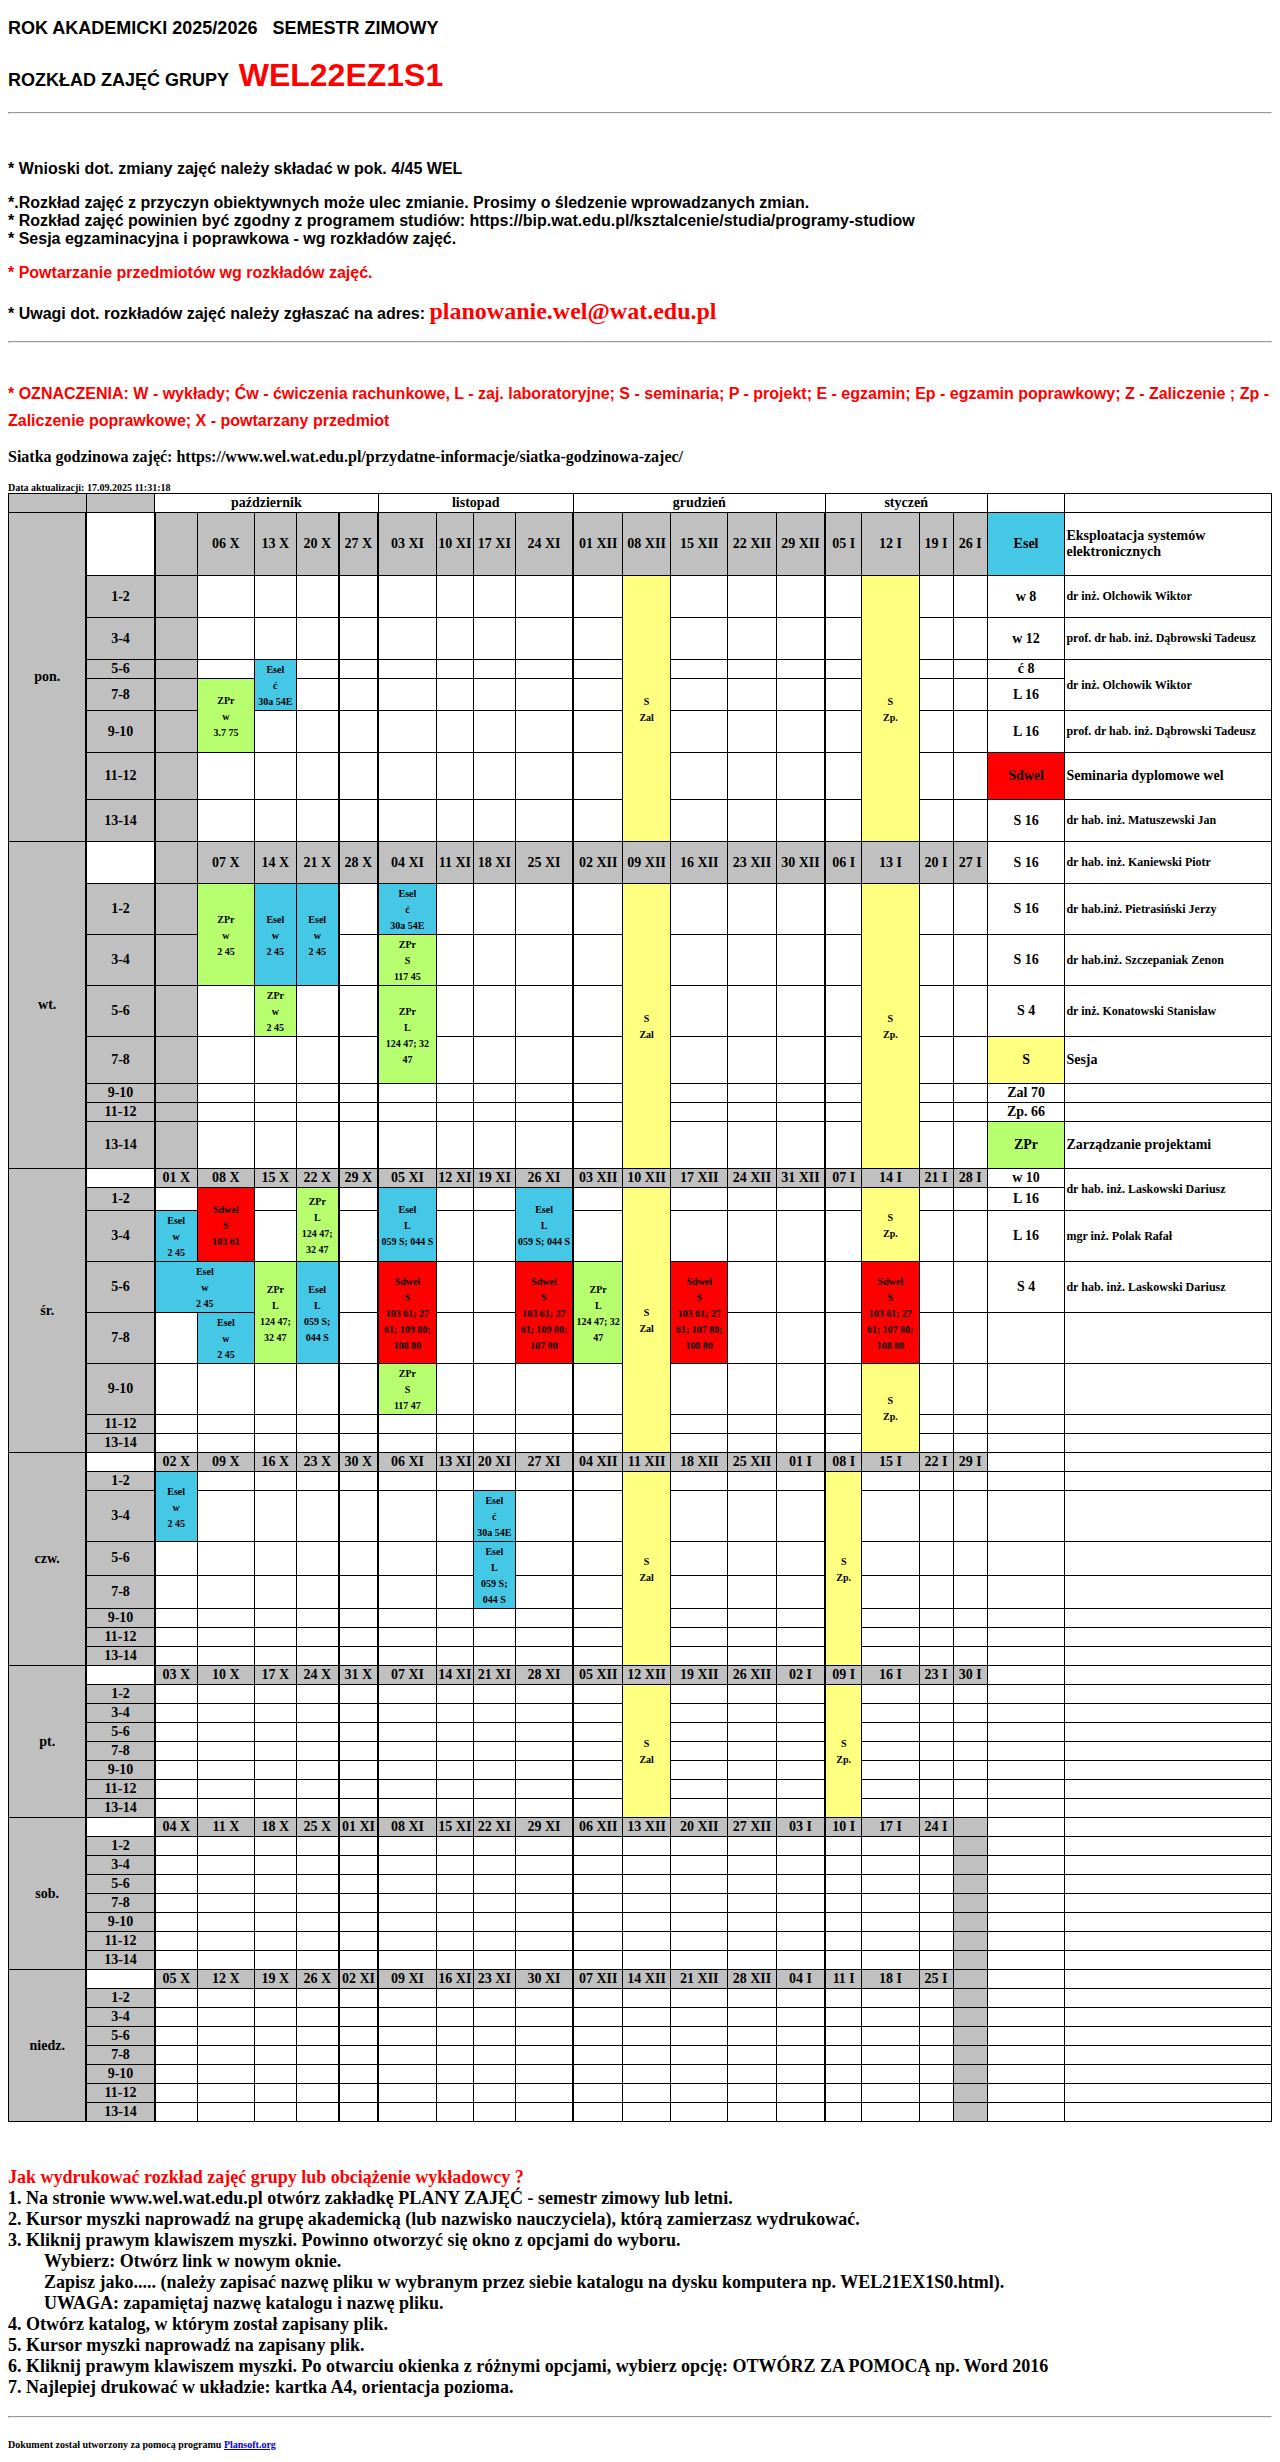 ROK AKADEMICKI 2025/2026 SEMESTR ZIMOWY
ROZKŁAD ZAJĘĆ GRUPY WEL22EZ1S1
* Wnioski dot. zmiany zajęć należy składać w pok. 4/45 WEL
*.Rozkład zajęć z przyczyn obiektywnych może ulec zmianie. Prosimy o śledzenie wprowadzanych zmian.
* Rozkład zajęć powinien być zgodny z programem studiów: https://bip.wat.edu.pl/ksztalcenie/studia/programy-studiow
* Sesja egzaminacyjna i poprawkowa - wg rozkładów zajęć.
* Powtarzanie przedmiotów wg rozkładów zajęć.
* Uwagi dot. rozkładów zajęć należy zgłaszać na adres: planowanie.wel@wat.edu.pl
* OZNACZENIA: W - wykłady; Ćw - ćwiczenia rachunkowe, L - zaj. laboratoryjne; S - seminaria; P - projekt; E - egzamin; Ep - egzamin poprawkowy; Z - Zaliczenie ; Zp -
Zaliczenie poprawkowe; X - powtarzany przedmiot
Siatka godzinowa zajęć: https://www.wel.wat.edu.pl/przydatne-informacje/siatka-godzinowa-zajec/
Data aktualizacji: 17.09.2025 11:31:18
październik listopad grudzień styczeń
pon. 06 X 13 X 20 X 27 X 03 XI 10 XI 17 XI 24 XI 01 XII 08 XII 15 XII 22 XII 29 XII 05 I 12 I 19 I 26 I Esel Eksploatacja systemów elektronicznych
1-2 S Zal S Zp. w 8 dr inż. Olchowik Wiktor
3-4 w 12 prof. dr hab. inż. Dąbrowski Tadeusz
5-6 Esel ć 30a 54E ć 8 dr inż. Olchowik Wiktor
7-8 ZPr w 3.7 75 L 16
9-10 L 16 prof. dr hab. inż. Dąbrowski Tadeusz
11-12 Sdwel Seminaria dyplomowe wel
13-14 S 16 dr hab. inż. Matuszewski Jan
wt. 07 X 14 X 21 X 28 X 04 XI 11 XI 18 XI 25 XI 02 XII 09 XII 16 XII 23 XII 30 XII 06 I 13 I 20 I 27 I S 16 dr hab. inż. Kaniewski Piotr
1-2 ZPr w 2 45 Esel w 2 45 Esel w 2 45 Esel ć 30a 54E S Zal S Zp. S 16 dr hab.inż. Pietrasiński Jerzy
3-4 ZPr S 117 45 S 16 dr hab.inż. Szczepaniak Zenon
5-6 ZPr w 2 45 ZPr L 124 47; 32 47 S 4 dr inż. Konatowski Stanisław
7-8 S Sesja
9-10 Zal 70
11-12 Zp. 66
13-14 ZPr Zarządzanie projektami
śr. 01 X 08 X 15 X 22 X 29 X 05 XI 12 XI 19 XI 26 XI 03 XII 10 XII 17 XII 24 XII 31 XII 07 I 14 I 21 I 28 I w 10 dr hab. inż. Laskowski Dariusz
1-2 Sdwel S 103 61 ZPr L 124 47; 32 47 Esel L 059 S; 044 S Esel L 059 S; 044 S S Zal S Zp. L 16
3-4 Esel w 2 45 L 16 mgr inż. Polak Rafał
5-6 Esel w 2 45 ZPr L 124 47; 32 47 Esel L 059 S; 044 S Sdwel S 103 61; 27 61; 109 80; 108 80 Sdwel S 103 61; 27 61; 109 80; 107 80 ZPr L 124 47; 32 47 Sdwel S 103 61; 27 61; 107 80; 108 80 Sdwel S 103 61; 27 61; 107 80; 108 80 S 4 dr hab. inż. Laskowski Dariusz
7-8 Esel w 2 45
9-10 ZPr S 117 47 S Zp.
11-12
13-14
czw. 02 X 09 X 16 X 23 X 30 X 06 XI 13 XI 20 XI 27 XI 04 XII 11 XII 18 XII 25 XII 01 I 08 I 15 I 22 I 29 I
1-2 Esel w 2 45 S Zal S Zp.
3-4 Esel ć 30a 54E
5-6 Esel L 059 S; 044 S
7-8
9-10
11-12
13-14
pt. 03 X 10 X 17 X 24 X 31 X 07 XI 14 XI 21 XI 28 XI 05 XII 12 XII 19 XII 26 XII 02 I 09 I 16 I 23 I 30 I
1-2 S Zal S Zp.
3-4
5-6
7-8
9-10
11-12
13-14
sob. 04 X 11 X 18 X 25 X 01 XI 08 XI 15 XI 22 XI 29 XI 06 XII 13 XII 20 XII 27 XII 03 I 10 I 17 I 24 I
1-2
3-4
5-6
7-8
9-10
11-12
13-14
niedz. 05 X 12 X 19 X 26 X 02 XI 09 XI 16 XI 23 XI 30 XI 07 XII 14 XII 21 XII 28 XII 04 I 11 I 18 I 25 I
1-2
3-4
5-6
7-8
9-10
11-12
13-14
Jak wydrukować rozkład zajęć grupy lub obciążenie wykładowcy ?
1. Na stronie www.wel.wat.edu.pl otwórz zakładkę PLANY ZAJĘĆ - semestr zimowy lub letni.
2. Kursor myszki naprowadź na grupę akademicką (lub nazwisko nauczyciela), którą zamierzasz wydrukować.
3. Kliknij prawym klawiszem myszki. Powinno otworzyć się okno z opcjami do wyboru.
Wybierz: Otwórz link w nowym oknie.
Zapisz jako..... (należy zapisać nazwę pliku w wybranym przez siebie katalogu na dysku komputera np. WEL21EX1S0.html).
UWAGA: zapamiętaj nazwę katalogu i nazwę pliku.
4. Otwórz katalog, w którym został zapisany plik.
5. Kursor myszki naprowadź na zapisany plik.
6. Kliknij prawym klawiszem myszki. Po otwarciu okienka z różnymi opcjami, wybierz opcję: OTWÓRZ ZA POMOCĄ np. Word 2016
7. Najlepiej drukować w układzie: kartka A4, orientacja pozioma.
Dokument został utworzony za pomocą programu Plansoft.org